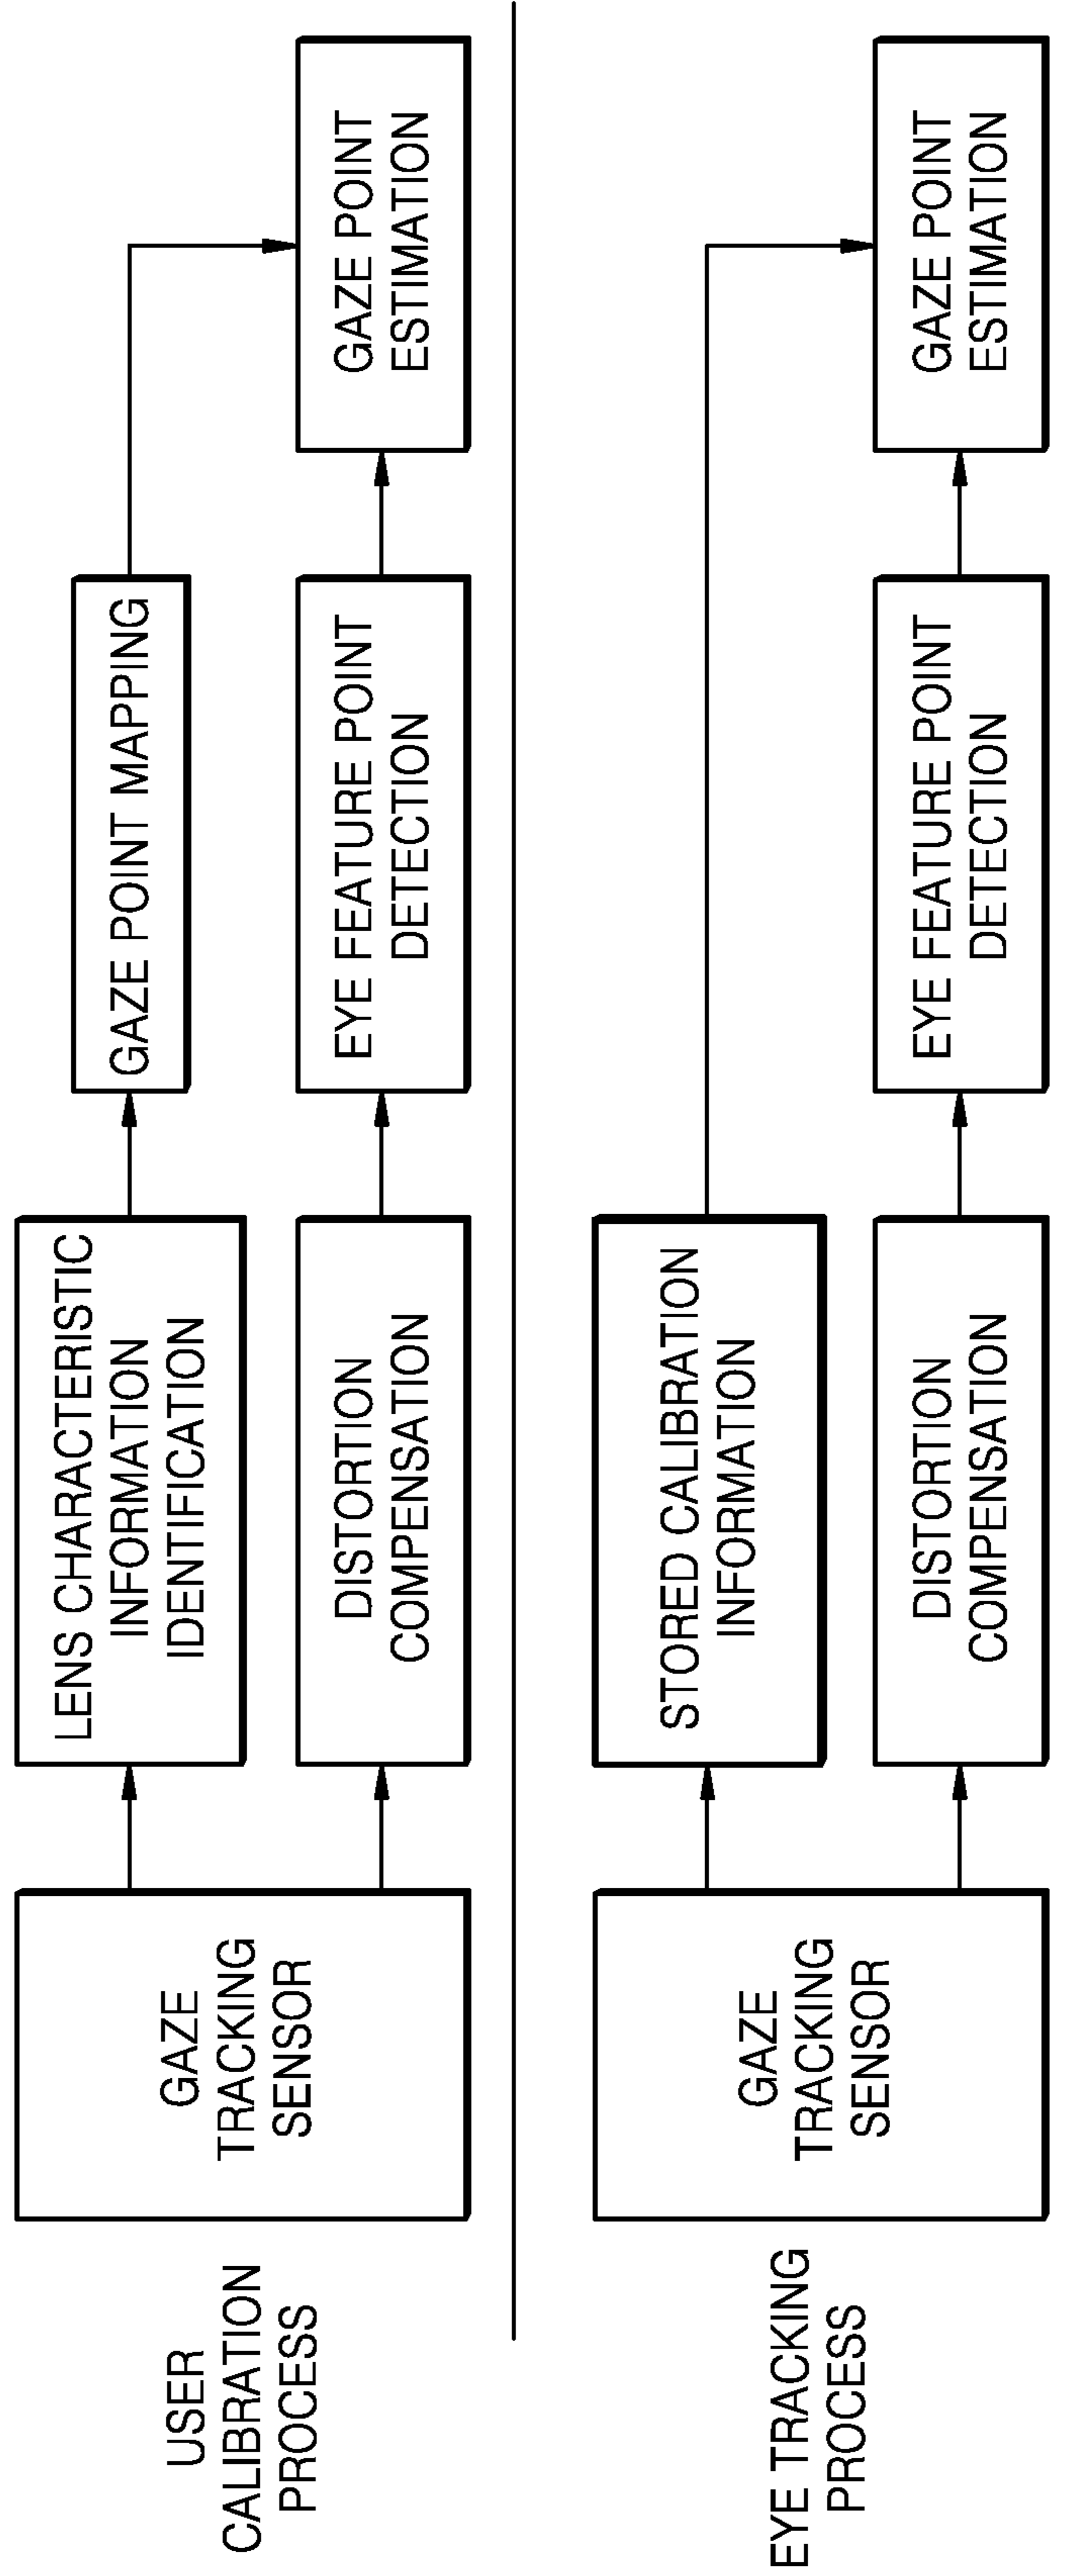 USER
CALIBRATION
PROCESS
GAZE
TRACKING
SENSOR
LENS CHARACTERISTIC
INFORMATION
IDENTIFICATION
GAZE POINT MAPPING
DISTORTION
COMPENSATION
EYE FEATURE POINT
DETECTION
GAZE POINT
ESTIMATION
EYE TRACKING
PROCESS
GAZE
TRACKING
SENSOR
STORED CALIBRATION
INFORMATION
DISTORTION
COMPENSATION
EYE FEATURE POINT
DETECTION
GAZE POINT
ESTIMATION